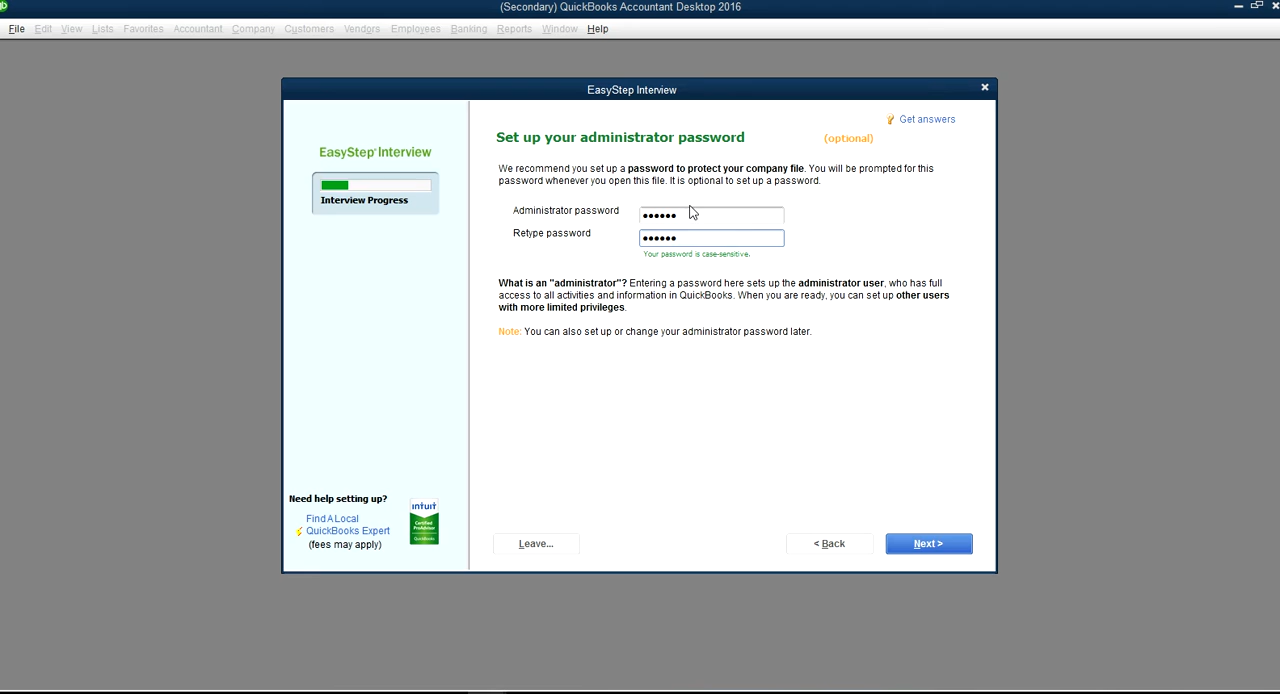 (Secondary) QuickBooks Accountant Desktop 2016
File Edit View Lists Favorites Accountant Company Customers Vendors Employees Banking Reports Window Help
EasyStep Interview
Get answers
Set up your administrator password (optional)
EasyStep Interview
Interview Progress
We recommend you set up a password to protect your company file. You will be prompted for this
password whenever you open this file. It is optional to set up a password.
Administrator password ••••••
Retype password ••••••
Your password is case-sensitive.
What is an "administrator"? Entering a password here sets up the administrator user, who has full
access to all activities and information in QuickBooks. When you are ready, you can set up other users
with more limited privileges.
Note: You can also set up or change your administrator password later.
Need help setting up?
Find A Local
QuickBooks Expert
(fees may apply)
intuit
Certified
ProAdvisor
QuickBooks
Leave...
< Back
Next >